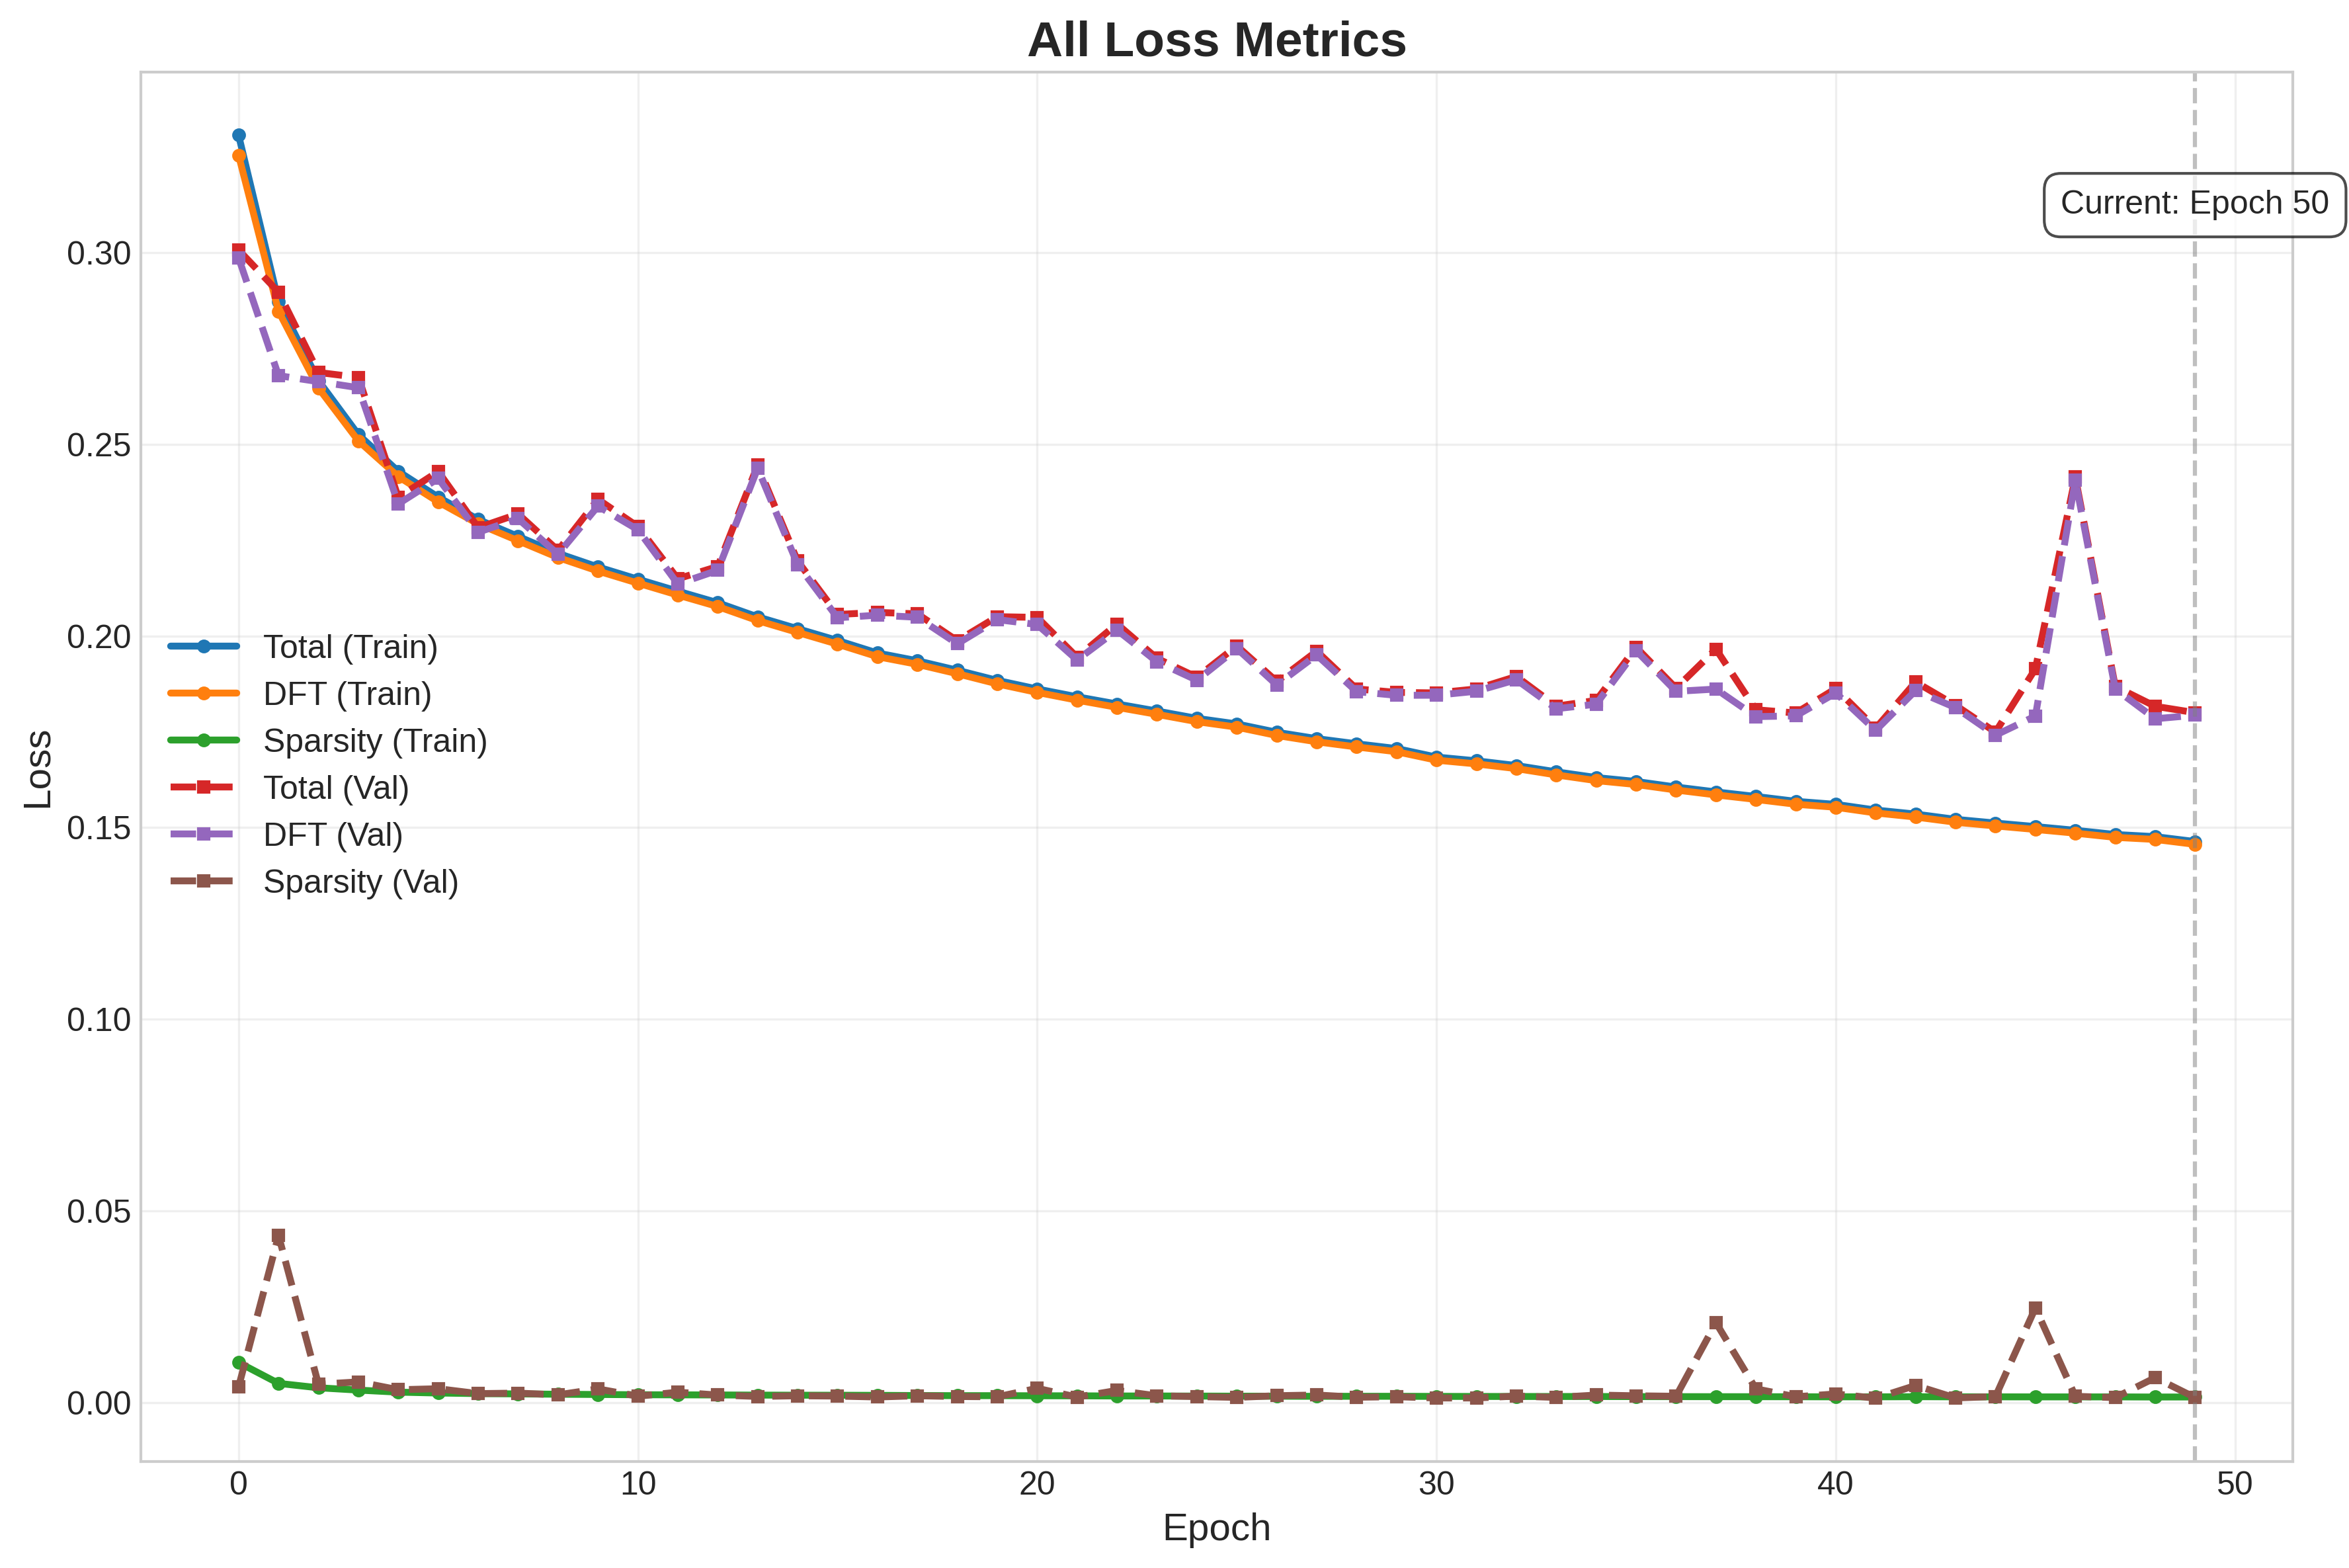 All Loss Metrics
Current: Epoch 50
0.30
0.25
0.20
0.15
0.10
0.05
0.00
Loss
Total (Train)
DFT (Train)
Sparsity (Train)
Total (Val)
DFT (Val)
Sparsity (Val)
0 10 20 30 40 50
Epoch